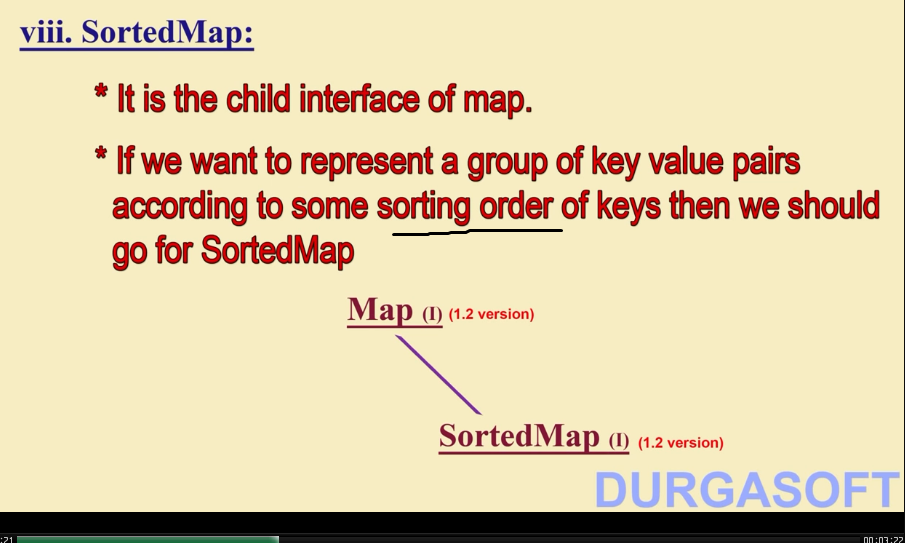 viii. SortedMap:
* It is the child interface of map.
* If we want to represent a group of key value pairs
according to some sorting order of keys then we should
go for SortedMap
Map (I) (1.2 version)
SortedMap (I) (1.2 version)
DURGASOFT
:21 00:03:22